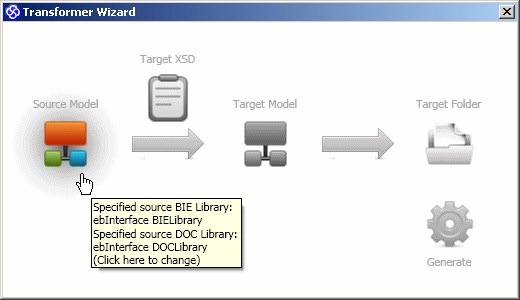 Transformer Wizard
Target XSD
Source Model
Target Model
Target Folder
Specified source BIE Library:
ebInterface BIELibrary
Specified source DOC Library:
ebInterface DOCLibrary
(Click here to change)
Generate